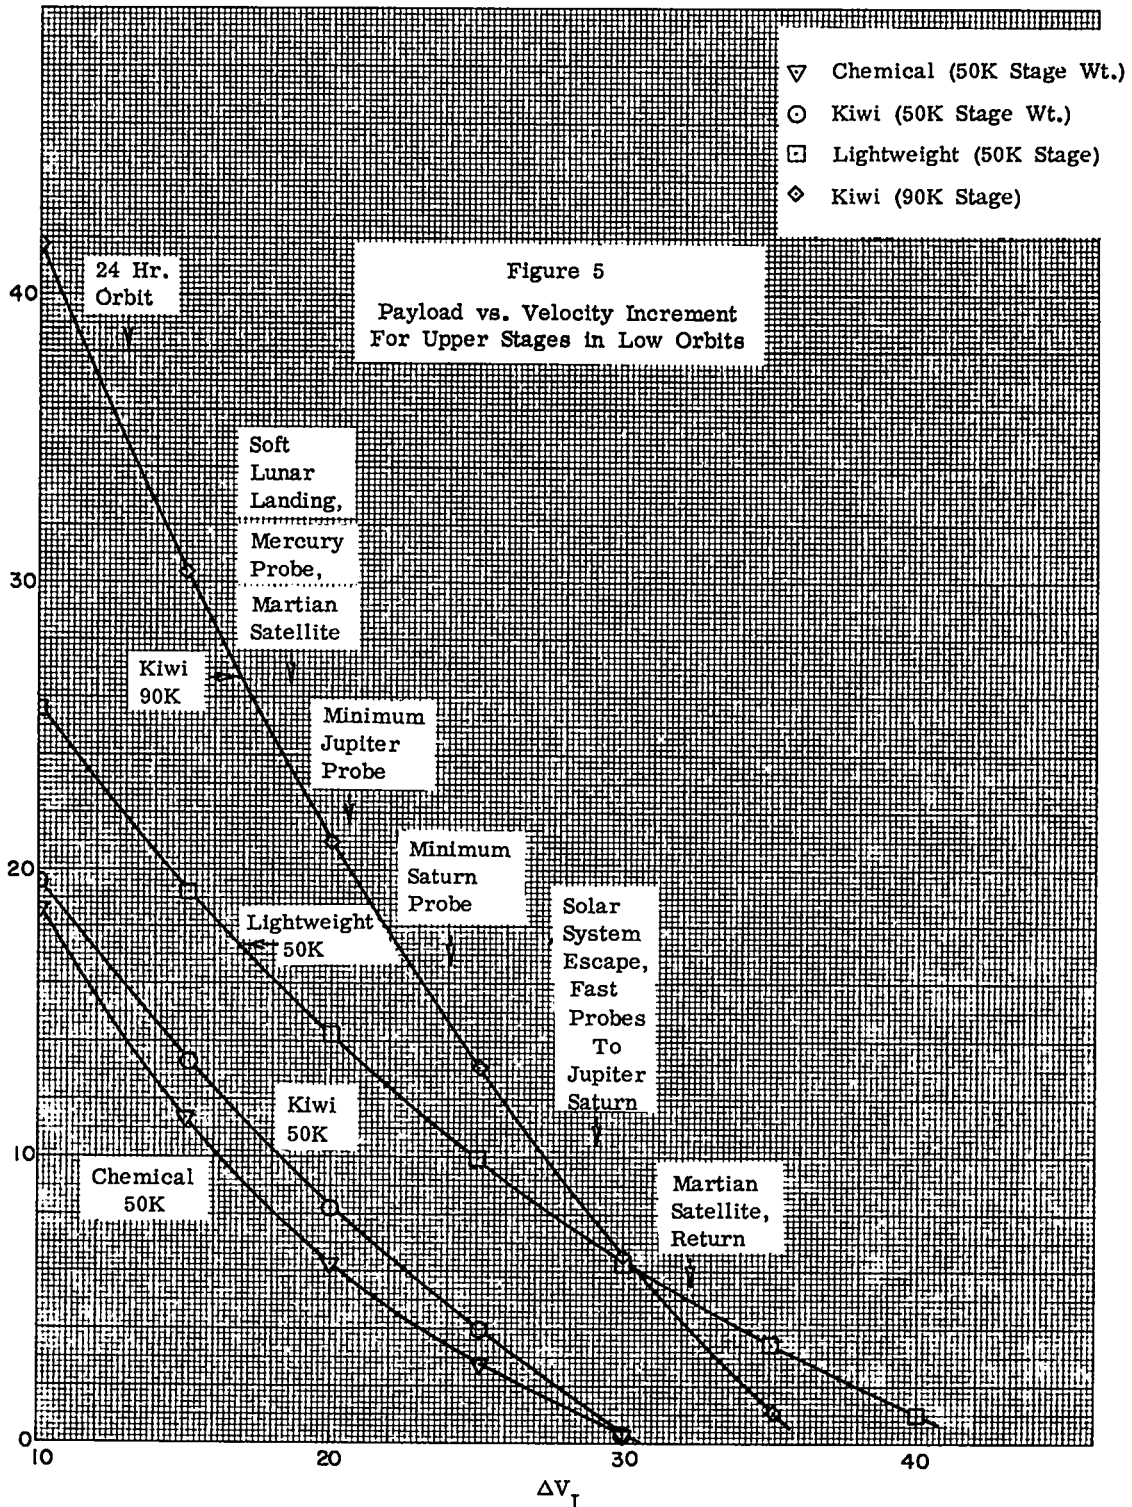 Chemical (50K Stage Wt.)
Kiwi (50K Stage Wt.)
Lightweight (50K Stage)
Kiwi (90K Stage)
Figure 5
Payload vs. Velocity Increment
For Upper Stages in Low Orbits
24 Hr.
Orbit
Soft
Lunar
Landing,
Mercury
Probe,
Martian
Satellite
Kiwi
90K
Minimum
Jupiter
Probe
Minimum
Saturn
Probe
Lightweight
50K
Solar
System
Escape,
Fast
Probes
To
Jupiter
Saturn
Kiwi
50K
Chemical
50K
Martian
Satellite,
Return
40
30
20
10
0
10
20
30
40
ΔV_I